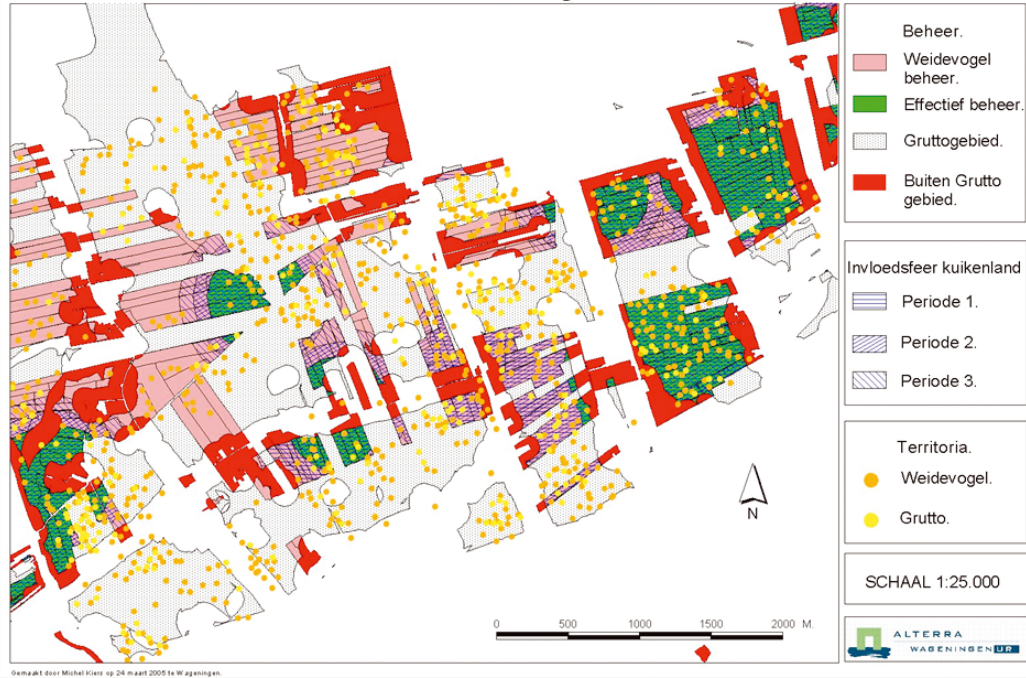 Beheer.
Weidevogel
beheer.
Effectief beheer.
Gruttogebied.
Buiten Grutto
gebied.
Invloedsfeer kuikenland
Periode 1.
Periode 2.
Periode 3.
Territoria.
Weidevogel.
Grutto.
N
SCHAAL 1:25.000
0 500 1000 1500 2000 M.
ALTERRA
WAGENINGEN UR
Gemaakt door Michel Kiers op 24 maart 2005 te Wageningen.